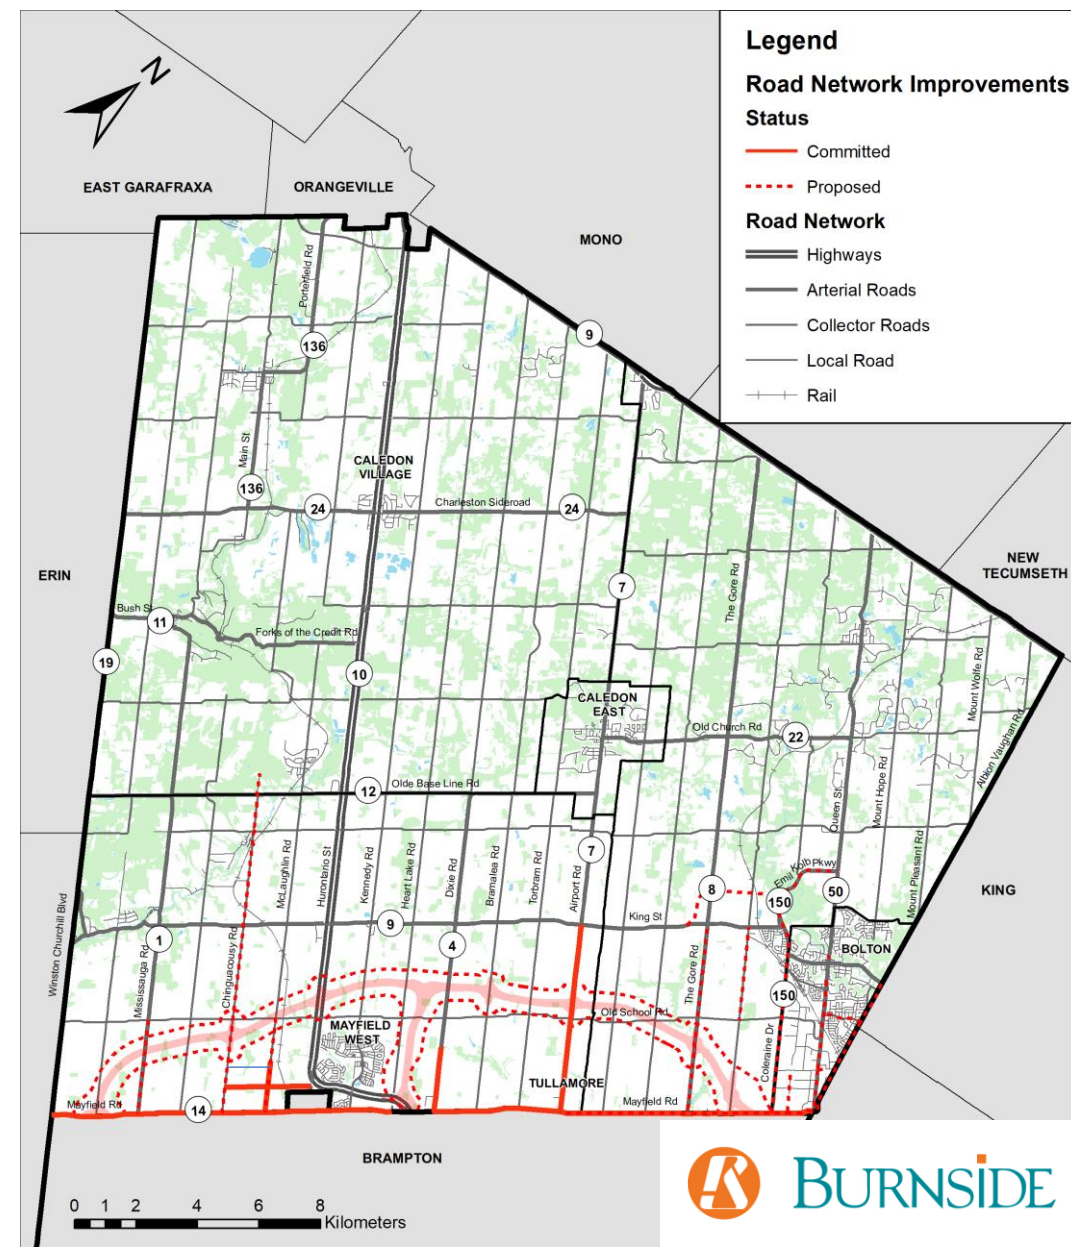 Legend
Road Network Improvements
Status
Committed
Proposed
Road Network
Highways
Arterial Roads
Collector Roads
Local Road
Rail
N
EAST GARAFRAXA
ORANGEVILLE
MONO
Porterfield Rd
9
136
Main St
CALEDON
VILLAGE
136
24
Charleston Sideroad
24
NEW
TECUMSETH
ERIN
7
The Gore Rd
Bush St
11
Forks of the Credit Rd
19
10
Mount Wolfe Rd
CALEDON
EAST
Old Church Rd
22
Albion Vaughan Rd
Olde Base Line Rd
12
Queen St
Mount Hope Rd
McLaughlin Rd
Hurontario St
Kennedy Rd
Heart Lake Rd
Dixie Rd
Bramalea Rd
Torbram Rd
Airport Rd
7
Emil Kolb Pkwy
Mount Pleasant Rd
8
50
150
KING
Winston Churchill Blvd
1
Mississauga Rd
Chinguacousy Rd
9
4
King St
BOLTON
The Gore Rd
150
Old School Rd
MAYFIELD
WEST
Coleraine Dr
TULLAMORE
Mayfield Rd
14
Mayfield Rd
BRAMPTON
0 1 2 4 6 8
Kilometers
BURNSIDE